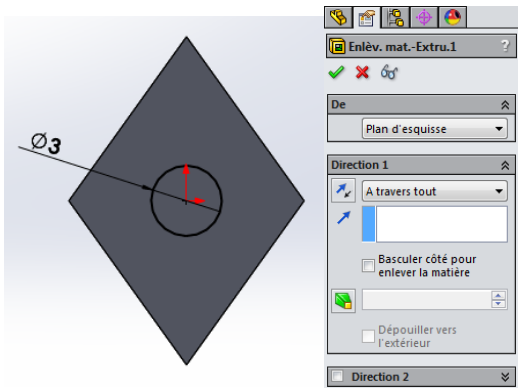 Ø3
Enlèv. mat.-Extru.1
?
De
Plan d'esquisse
Direction 1
A travers tout
Basculer côté pour
enlever la matière
Dépouiller vers
l'extérieur
Direction 2